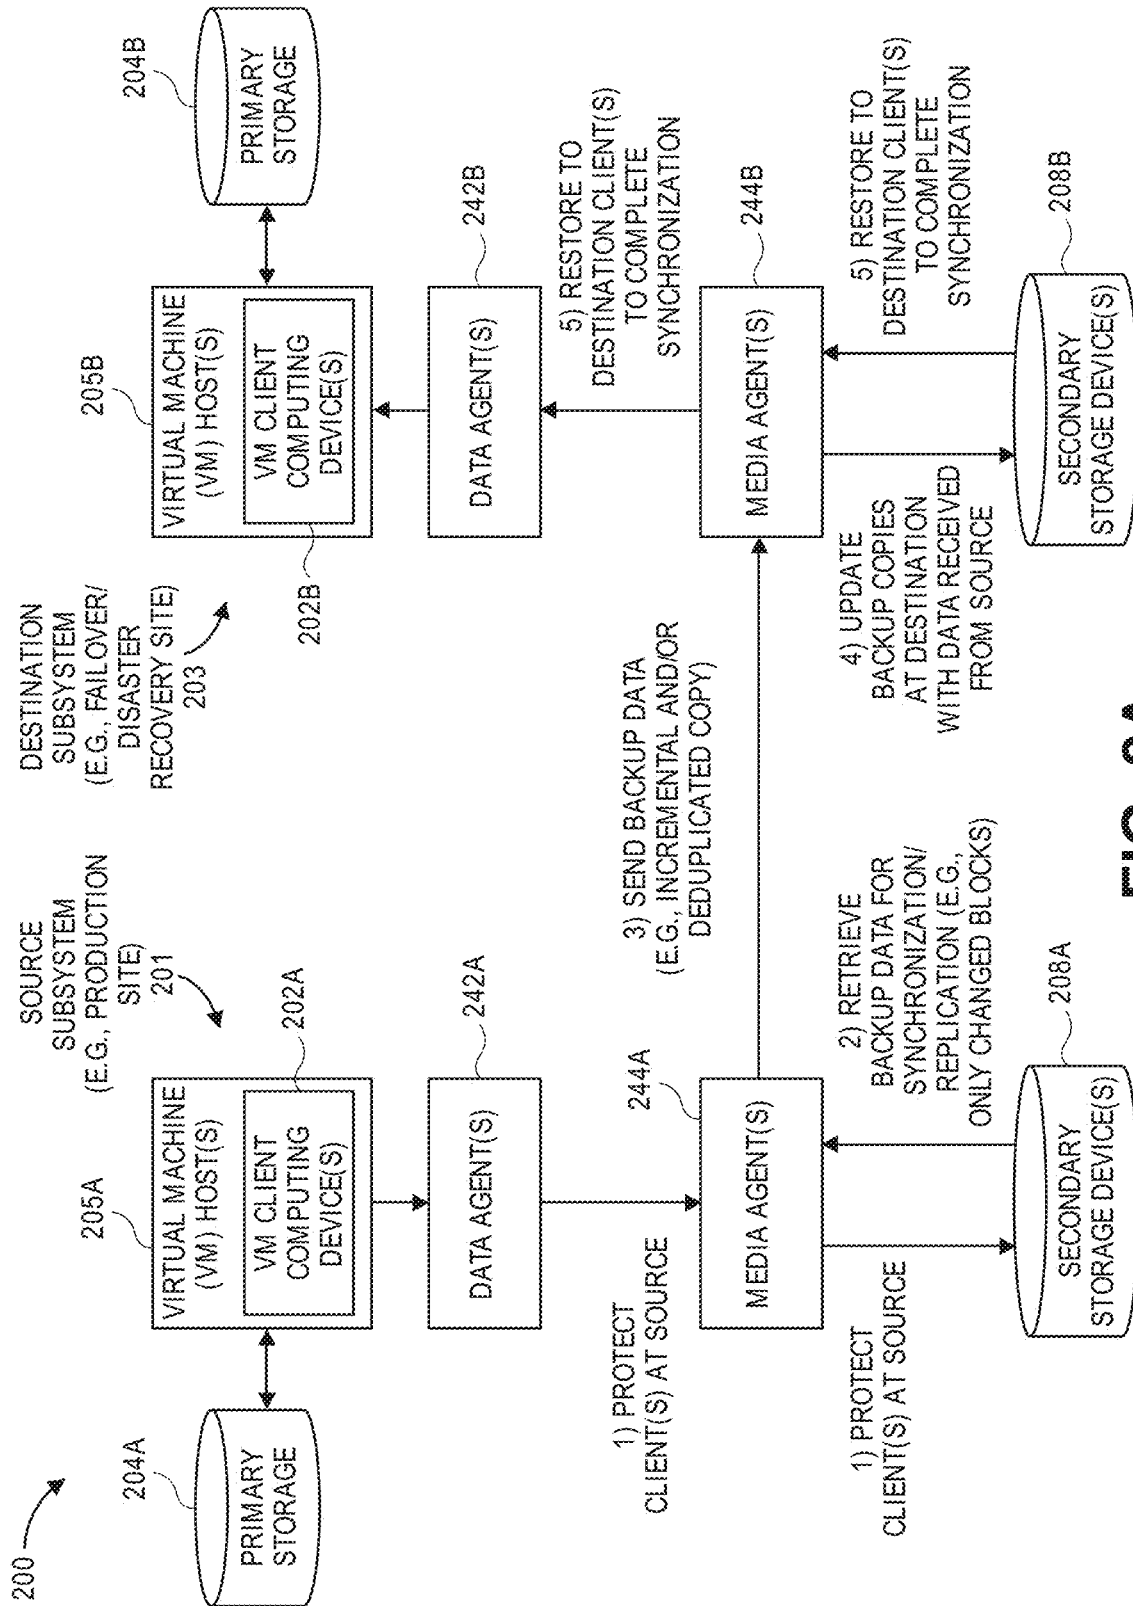 200
SOURCE
SUBSYSTEM
(E.G., PRODUCTION
SITE)
201
DESTINATION
SUBSYSTEM
(E.G., FAILOVER/
DISASTER
RECOVERY SITE)
203
204A
PRIMARY
STORAGE
205A
VIRTUAL MACHINE
(VM) HOST(S)
VM CLIENT
COMPUTING
DEVICE(S)
202A
205B
VIRTUAL MACHINE
(VM) HOST(S)
VM CLIENT
COMPUTING
DEVICE(S)
202B
204B
PRIMARY
STORAGE
DATA AGENT(S)
242A
DATA AGENT(S)
242B
1) PROTECT
CLIENT(S) AT SOURCE
3) SEND BACKUP DATA
(E.G., INCREMENTAL AND/OR
DEDUPLICATED COPY)
5) RESTORE TO
DESTINATION CLIENT(S)
TO COMPLETE
SYNCHRONIZATION
244A
MEDIA AGENT(S)
MEDIA AGENT(S)
244B
1) PROTECT
CLIENT(S) AT SOURCE
2) RETRIEVE
BACKUP DATA FOR
SYNCHRONIZATION/
REPLICATION (E.G.,
ONLY CHANGED BLOCKS)
4) UPDATE
BACKUP COPIES
AT DESTINATION
WITH DATA RECEIVED
FROM SOURCE
5) RESTORE TO
DESTINATION CLIENT(S)
TO COMPLETE
SYNCHRONIZATION
SECONDARY
STORAGE DEVICE(S)
208A
SECONDARY
STORAGE DEVICE(S)
208B